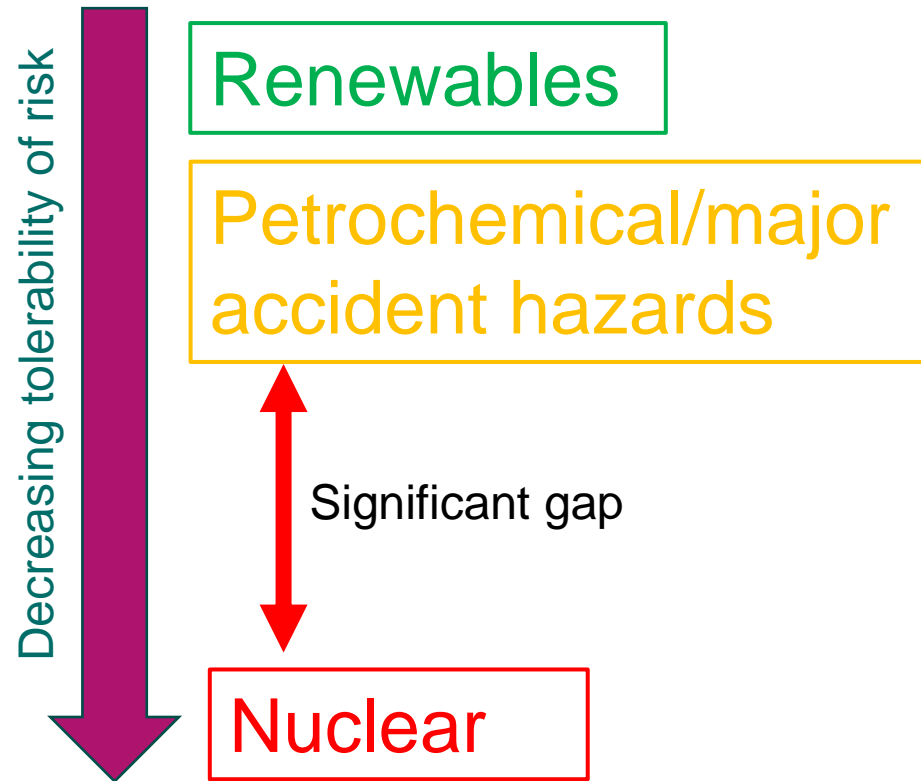 Decreasing tolerability of risk
Renewables
Petrochemical/major
accident hazards
Significant gap
Nuclear